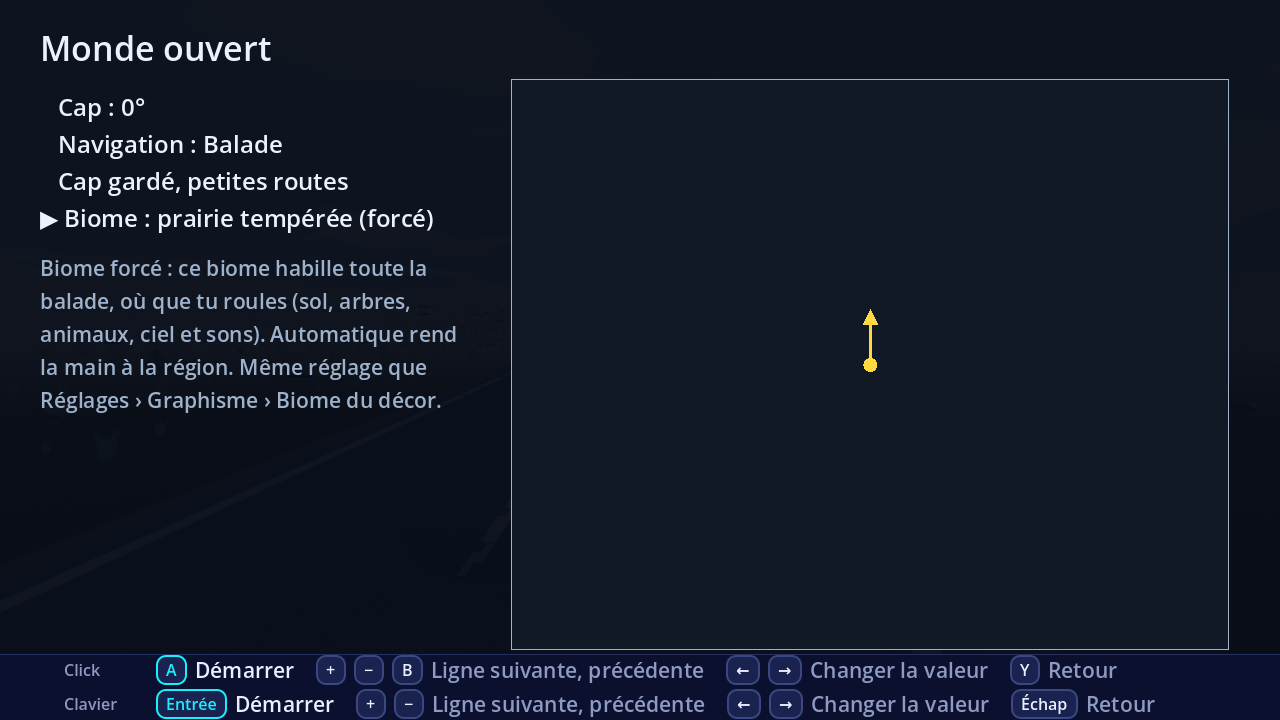 Monde ouvert
Cap : 0°
Navigation : Balade
Cap gardé, petites routes
▶ Biome : prairie tempérée (forcé)
Biome forcé : ce biome habille toute la
balade, où que tu roules (sol, arbres,
animaux, ciel et sons). Automatique rend
la main à la région. Même réglage que
Réglages › Graphisme › Biome du décor.
Click A Démarrer + − B Ligne suivante, précédente ← → Changer la valeur Y Retour
Clavier Entrée Démarrer + − Ligne suivante, précédente ← → Changer la valeur Échap Retour